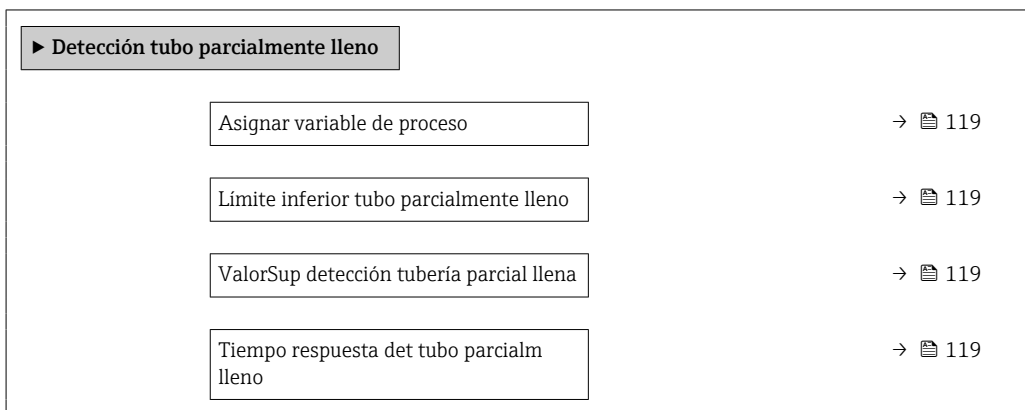 ▶ Detección tubo parcialmente lleno
Asignar variable de proceso → 119
Límite inferior tubo parcialmente lleno → 119
ValorSup detección tubería parcial llena → 119
Tiempo respuesta det tubo parcialm → 119
lleno